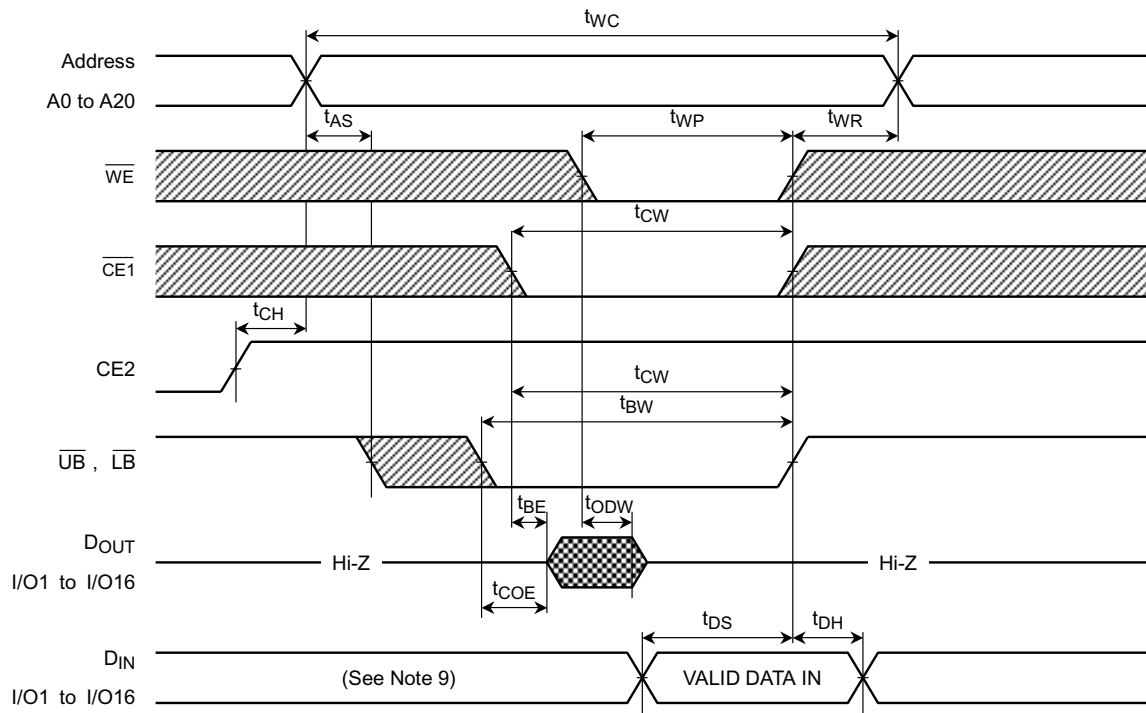 tWC
Address
A0 to A20
tAS
tWP
tWR
WE
tCW
CE1
tCH
CE2
tCW
tBW
UB , LB
tBE
tODW
DOUT
I/O1 to I/O16
Hi-Z
Hi-Z
tCOE
tDS
tDH
DIN
I/O1 to I/O16
(See Note 9)
VALID DATA IN